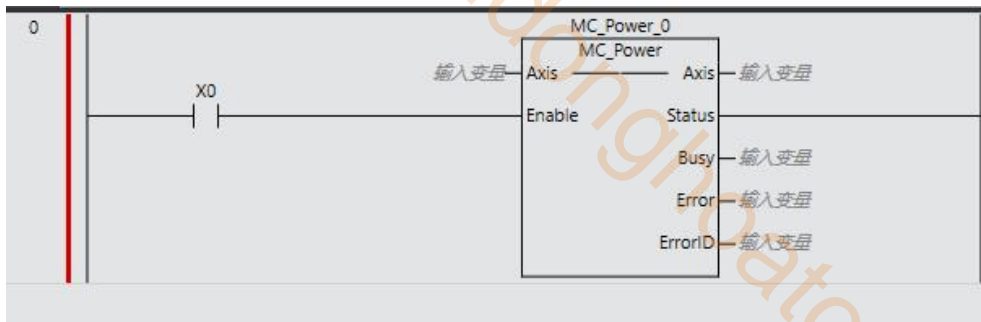 0
MC_Power_0
MC_Power
输入变量 Axis Axis 输入变量
X0
Enable Status
Busy 输入变量
Error 输入变量
ErrorID 输入变量